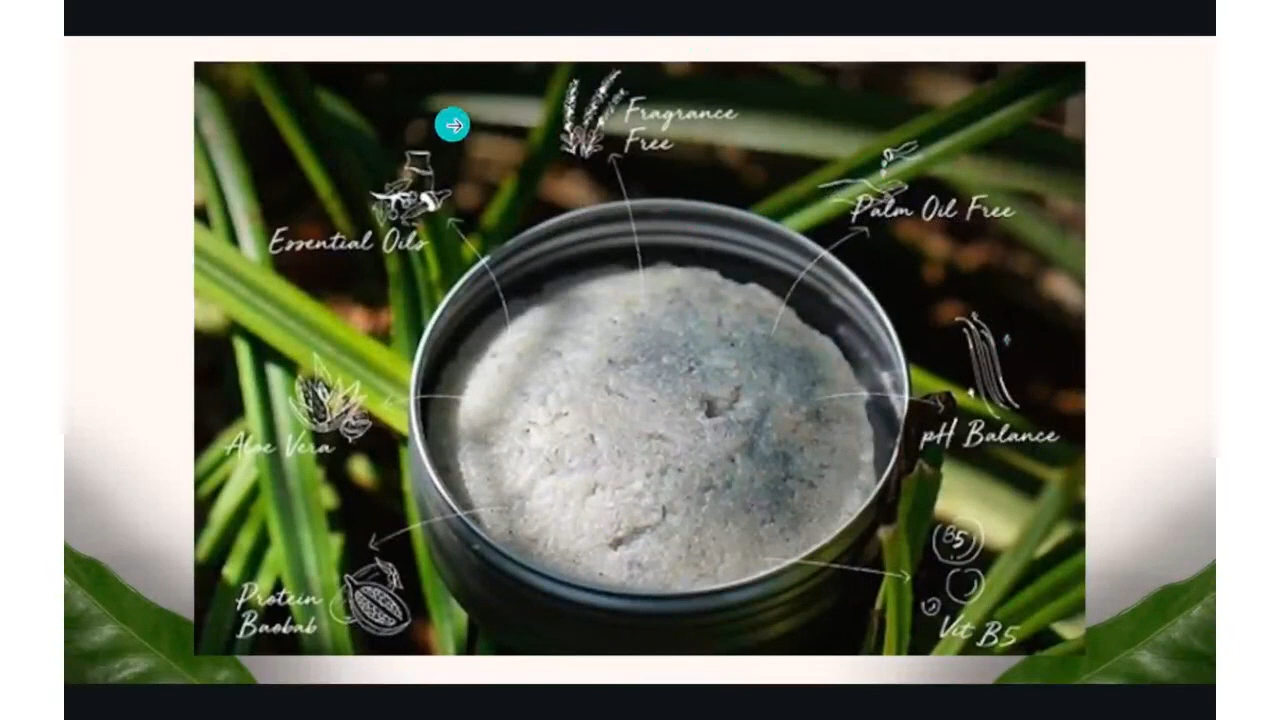 Fragrance
Free
Palm Oil Free
Essential Oils
pH Balance
Aloe Vera
B5
Protein
Baobab
Vit B5